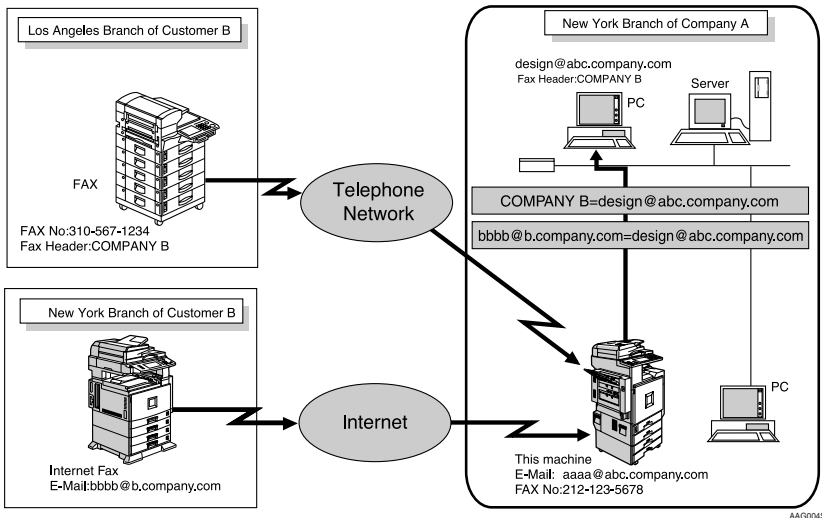 Los Angeles Branch of Customer B
FAX
FAX No:310-567-1234
Fax Header:COMPANY B
New York Branch of Customer B
Internet Fax
E-Mail:bbbb@b.company.com
Telephone
Network
Internet
New York Branch of Company A
design@abc.company.com
Fax Header:COMPANY B
PC
Server
COMPANY B=design@abc.company.com
bbbb@b.company.com=design@abc.company.com
PC
This machine
E-Mail: aaaa@abc.company.com
FAX No:212-123-5678